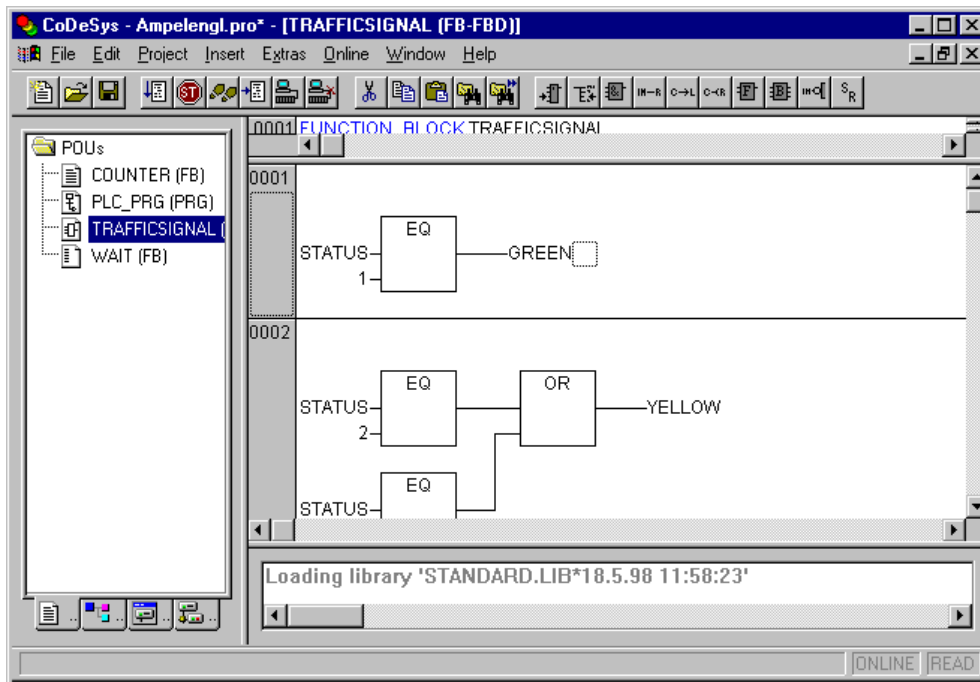 CoDeSys - Ampelengl.pro* - [TRAFFICSIGNAL (FB-FBD)]
File Edit Project Insert Extras Online Window Help
POUs
COUNTER (FB)
PLC_PRG (PRG)
TRAFFICSIGNAL (
WAIT (FB)
0001 FUNCTION_BLOCK TRAFFICSIGNAL
0001
EQ
STATUS
GREEN
1
0002
EQ
OR
STATUS
YELLOW
2
EQ
STATUS
Loading library 'STANDARD.LIB*18.5.98 11:58:23'
ONLINE READ